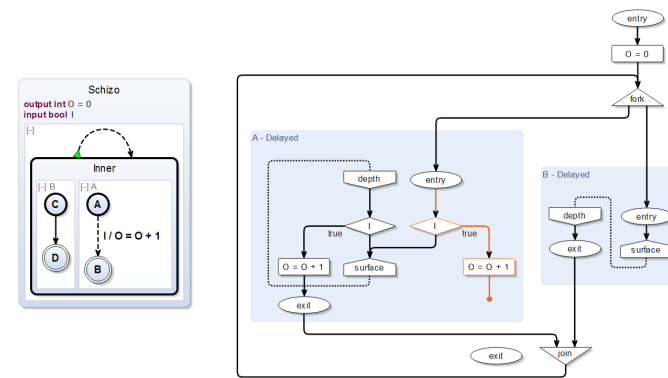 Schizo
output int O = 0
input bool I
[-]
Inner
[-] B
[-] A
C
A
I / O = O + 1
D
B
entry
O = 0
fork
A - Delayed
depth
entry
I
I
true
true
O = O + 1
surface
O = O + 1
exit
B - Delayed
depth
entry
exit
surface
exit
join